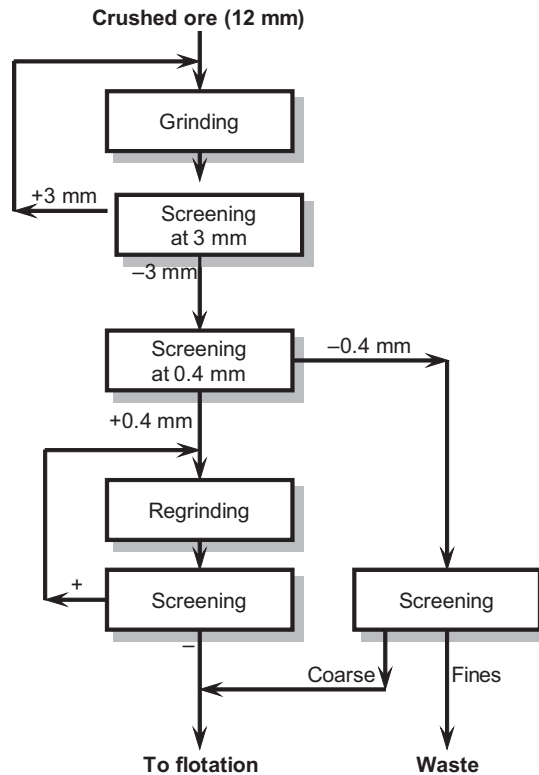 Crushed ore (12 mm)
Grinding
+3 mm
Screening
at 3 mm
–3 mm
Screening
at 0.4 mm
–0.4 mm
+0.4 mm
Regrinding
+
Screening
Screening
–
Coarse
Fines
To flotation
Waste